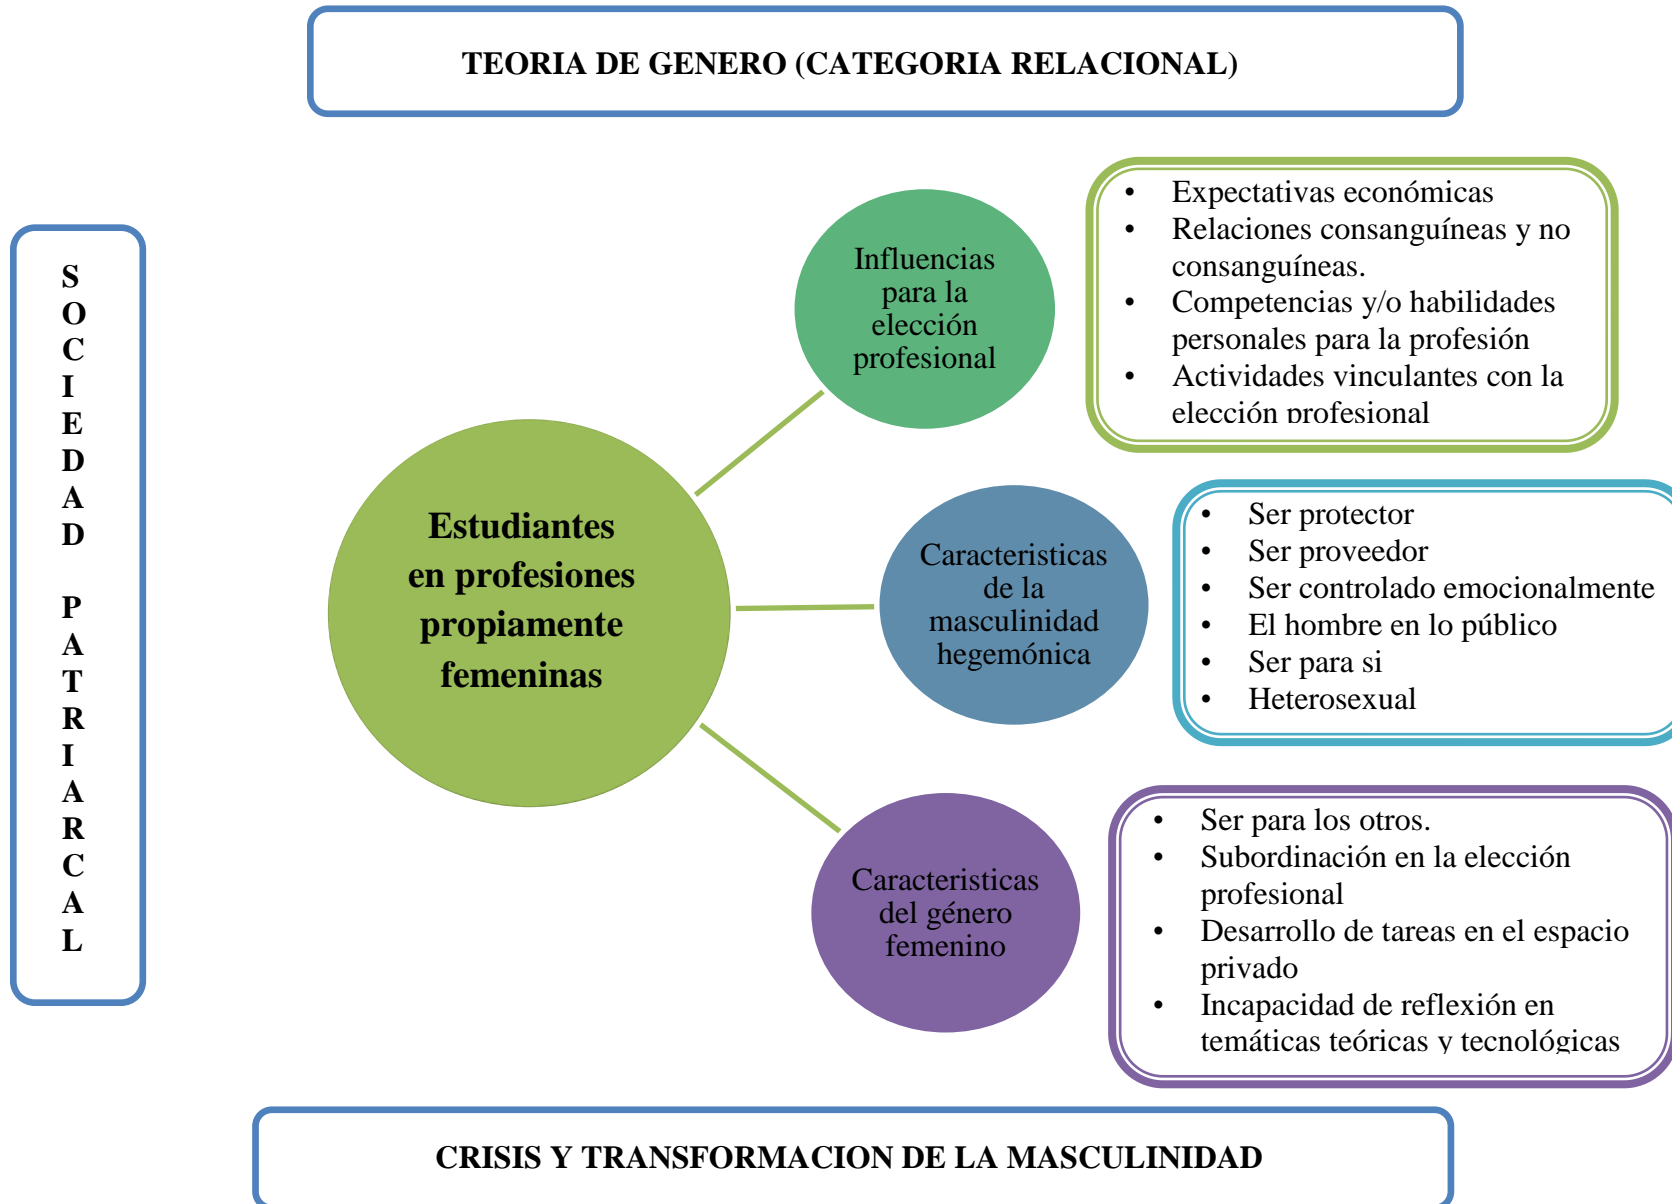 TEORIA DE GENERO (CATEGORIA RELACIONAL)
S
O
C
I
E
D
A
D
P
A
T
R
I
A
R
C
A
L
Estudiantes
en profesiones
propiamente
femeninas
Influencias
para la
elección
profesional
• Expectativas económicas
• Relaciones consanguíneas y no
consanguíneas.
• Competencias y/o habilidades
personales para la profesión
• Actividades vinculantes con la
elección profesional
Caracteristicas
de la
masculinidad
hegemónica
• Ser protector
• Ser proveedor
• Ser controlado emocionalmente
• El hombre en lo público
• Ser para si
• Heterosexual
Caracteristicas
del género
femenino
• Ser para los otros.
• Subordinación en la elección
profesional
• Desarrollo de tareas en el espacio
privado
• Incapacidad de reflexión en
temáticas teóricas y tecnológicas
CRISIS Y TRANSFORMACION DE LA MASCULINIDAD